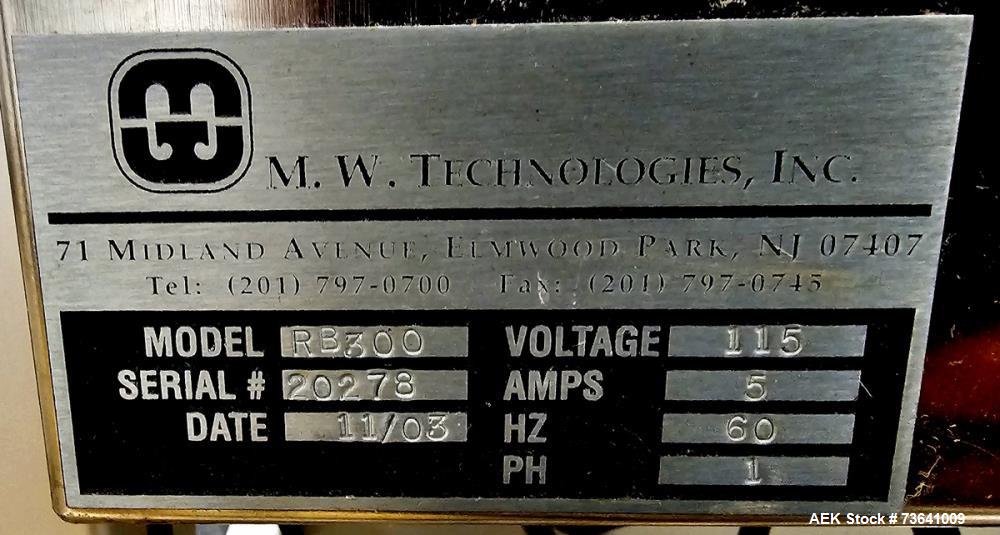 M. W. TECHNOLOGIES, INC.
71 MIDLAND AVENUE, ELMWOOD PARK, NJ 07407
Tel: (201) 797-0700 Fax: (201) 797-0745
MODEL RB300 VOLTAGE 115
SERIAL # 20278 AMPS 5
DATE 11/03 HZ 60
PH 1
AEK Stock # 73641009